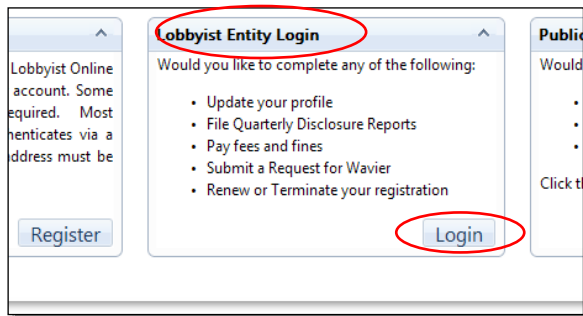 Lobbyist Online
account. Some
equired. Most
henticates via a
address must be
Register
Lobbyist Entity Login
Would you like to complete any of the following:
• Update your profile
• File Quarterly Disclosure Reports
• Pay fees and fines
• Submit a Request for Wavier
• Renew or Terminate your registration
Login
Public
Would
Click th